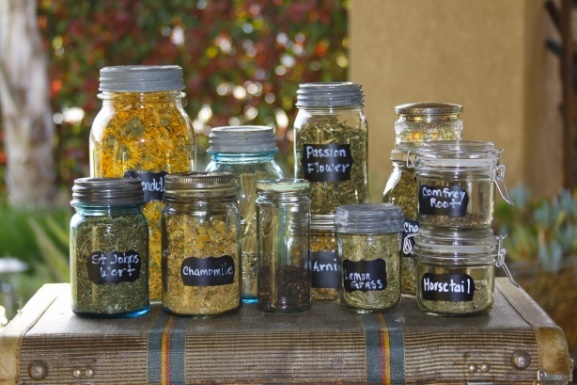 Passion
Flower
Comfrey
Root
St Johns
Wort
Chamomile
Lemon
Grass
Horsetail